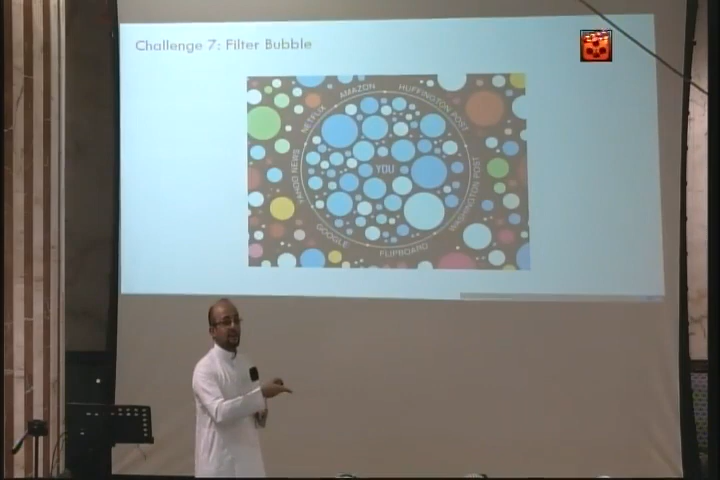 Challenge 7: Filter Bubble
AMAZON
HUFFINGTON POST
NETFLIX
YAHOO NEWS
YOU
WASHINGTON POST
GOOGLE
FLIPBOARD